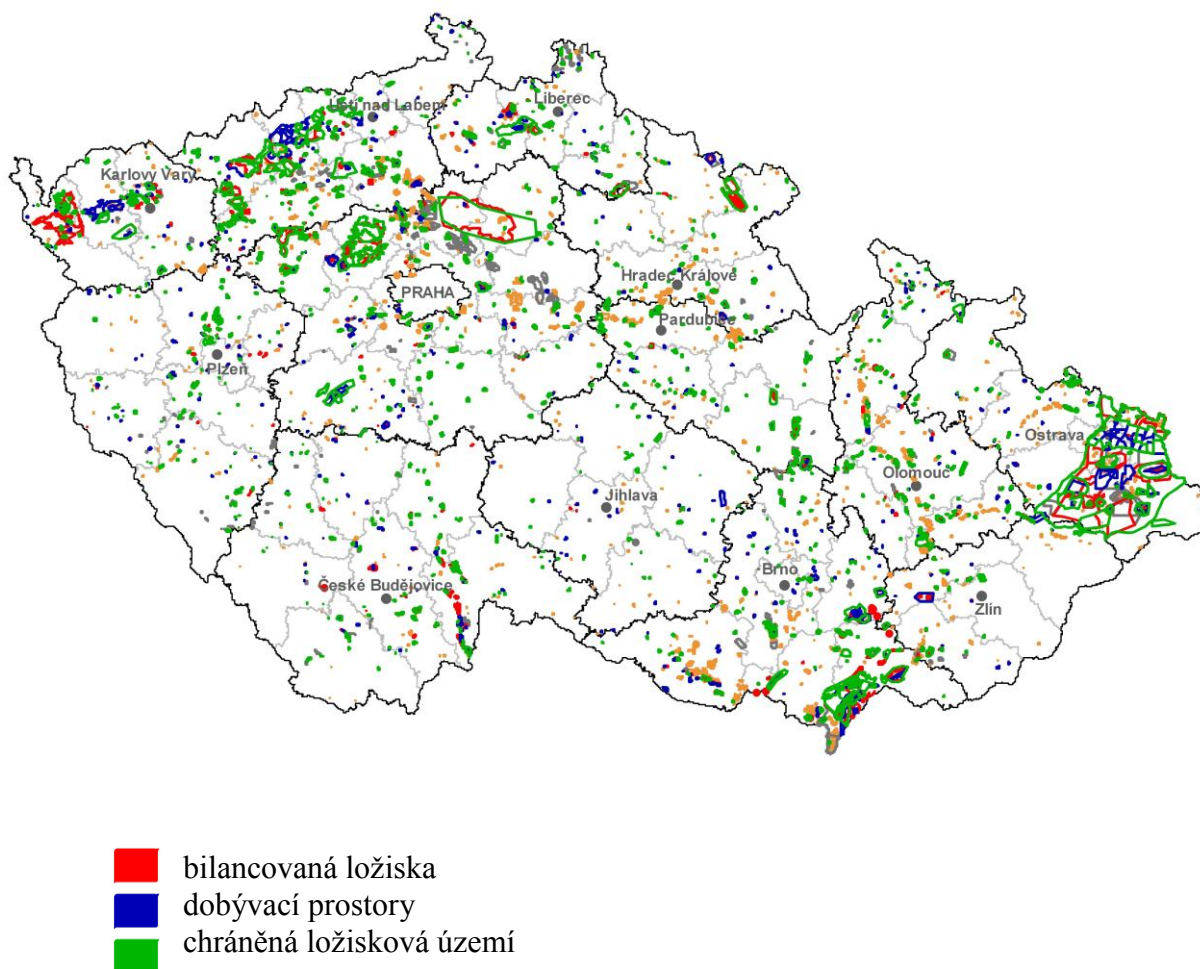 Ústí nad Labem
Liberec
Karlovy Vary
Hradec Králové
PRAHA
Pardubice
Plzeň
Ostrava
Olomouc
Jihlava
Brno
České Budějovice
Zlín
bilancovaná ložiska
dobývací prostory
chráněná ložisková území